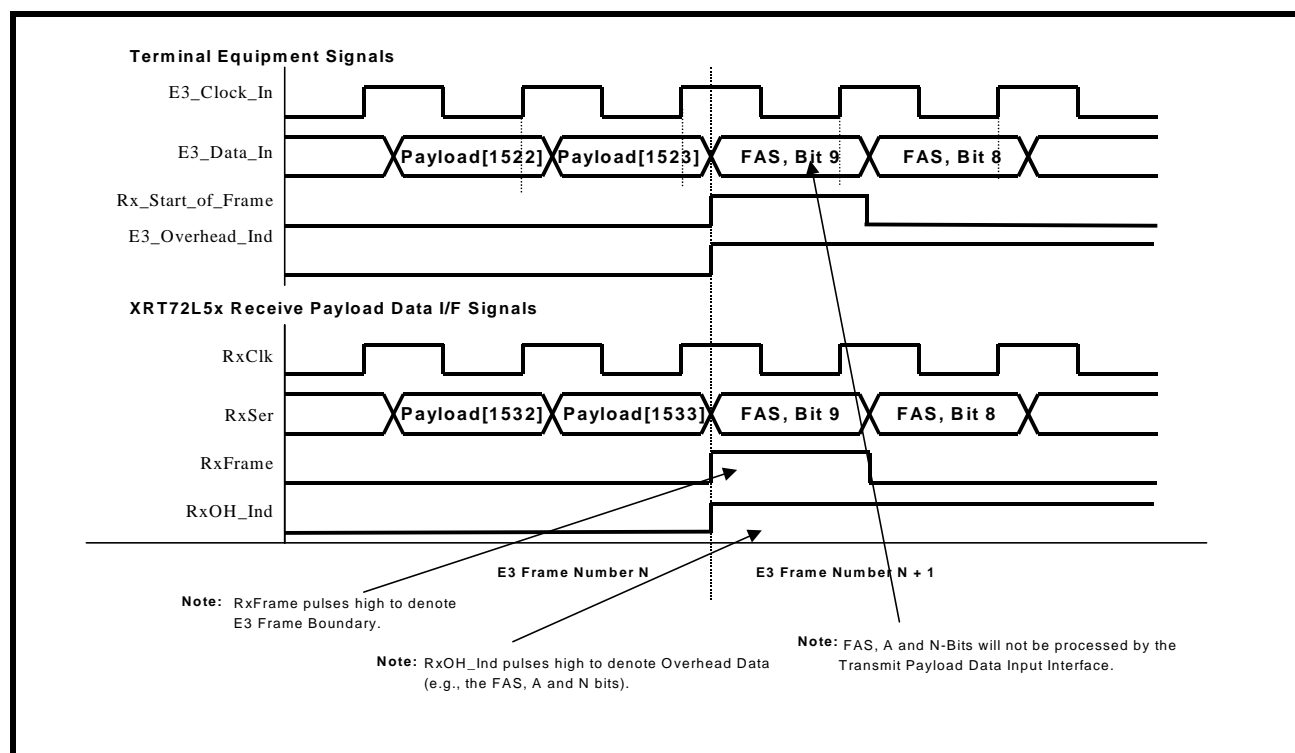 Terminal Equipment Signals
E3_Clock_In
E3_Data_In
Payload[1522] Payload[1523] FAS, Bit 9 FAS, Bit 8
Rx_Start_of_Frame
E3_Overhead_Ind
XRT72L5x Receive Payload Data I/F Signals
RxClk
RxSer
Payload[1532] Payload[1533] FAS, Bit 9 FAS, Bit 8
RxFrame
RxOH_Ind
E3 Frame Number N E3 Frame Number N + 1
Note: RxFrame pulses high to denote
E3 Frame Boundary.
Note: RxOH_Ind pulses high to denote Overhead Data
(e.g., the FAS, A and N bits).
Note: FAS, A and N-Bits will not be processed by the
Transmit Payload Data Input Interface.